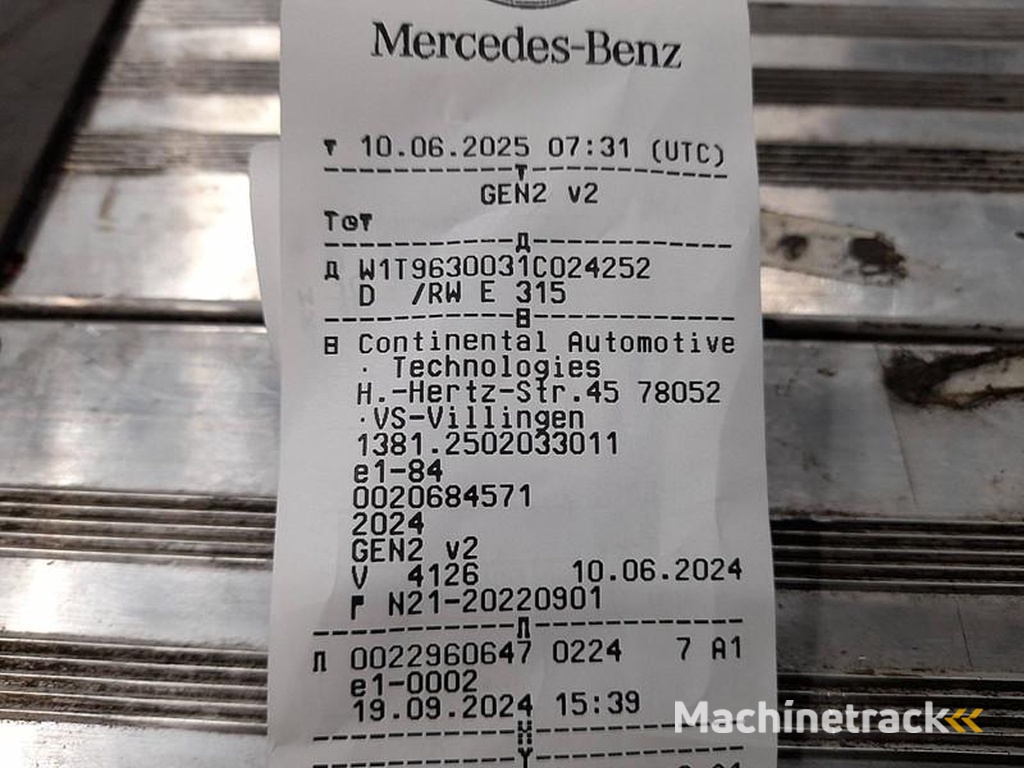 Mercedes-Benz
▼ 10.06.2025 07:31 (UTC)
----------▼----------
GEN2 v2
T⊙▼
----------Д----------
Д W1T9630031C024252
D /RW E 315
----------B----------
B Continental Automotive
· Technologies
H.-Hertz-Str.45 78052
·VS-Villingen
1381.2502033011
e1-84
0020684571
2024
GEN2 v2
V 4126 10.06.2024
N21-20220901
----------Л----------
Л 0022960647 0224 7 A1
e1-0002
19.09.2024 15:39
Machinetrack